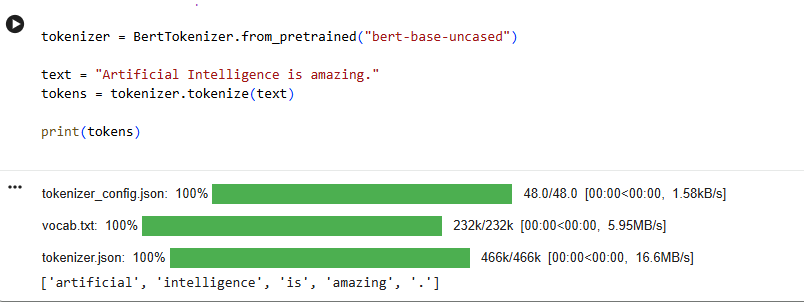 tokenizer = BertTokenizer.from_pretrained("bert-base-uncased")
text = "Artificial Intelligence is amazing."
tokens = tokenizer.tokenize(text)
print(tokens)
tokenizer_config.json: 100% 48.0/48.0 [00:00<00:00, 1.58kB/s]
vocab.txt: 100% 232k/232k [00:00<00:00, 5.95MB/s]
tokenizer.json: 100% 466k/466k [00:00<00:00, 16.6MB/s]
['artificial', 'intelligence', 'is', 'amazing', '.']